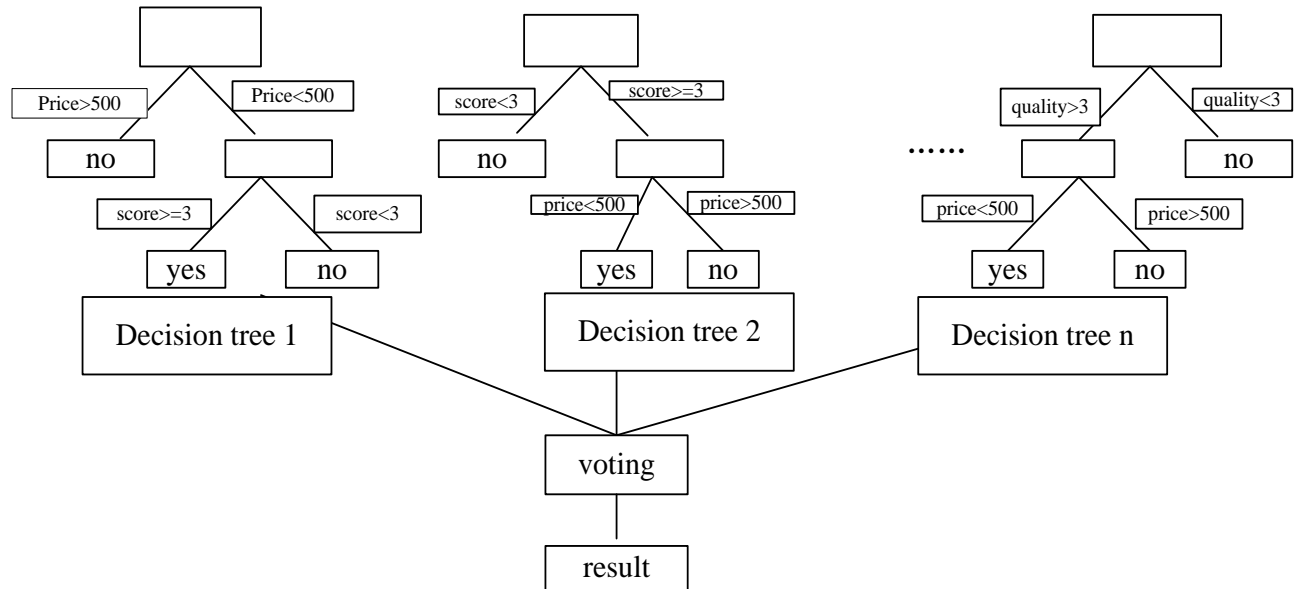 Price>500
Price<500
score<3
score>=3
quality>3
quality<3
no
no
……
no
score>=3
score<3
price<500
price>500
price<500
price>500
yes
no
yes
no
yes
no
Decision tree 1
Decision tree 2
Decision tree n
voting
result